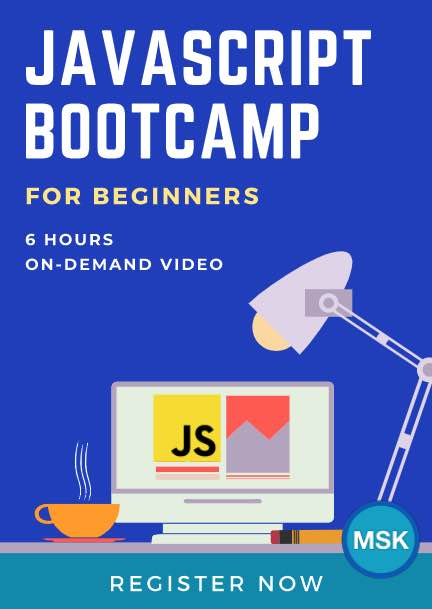 JAVASCRIPT
BOOTCAMP
FOR BEGINNERS
6 HOURS
ON-DEMAND VIDEO
JS
MSK
REGISTER NOW